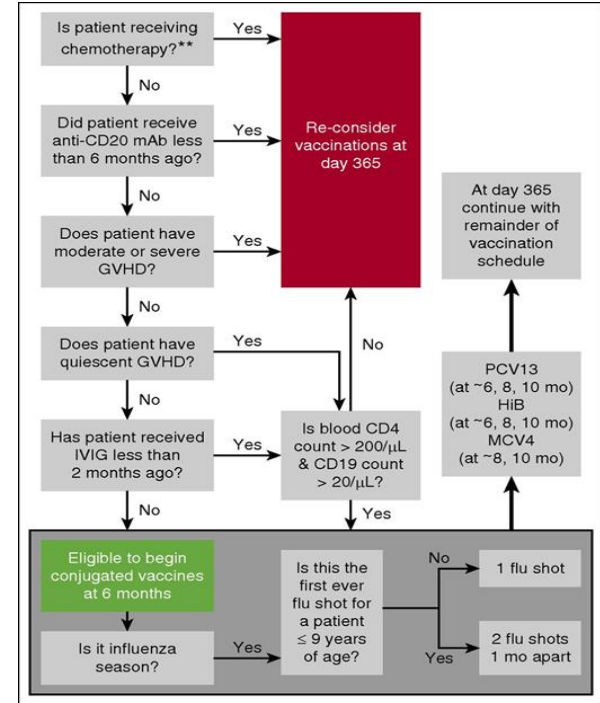 Is patient receiving
chemotherapy?**
Yes
No
Did patient receive
anti-CD20 mAb less
than 6 months ago?
Yes
Re-consider
vaccinations at
day 365
No
Does patient have
moderate or severe
GVHD?
Yes
At day 365
continue with
remainder of
vaccination
schedule
No
Does patient have
quiescent GVHD?
Yes
No
No
Has patient received
IVIG less than
2 months ago?
Yes
Is blood CD4
count > 200/μL
& CD19 count
> 20/μL?
PCV13
(at ~6, 8, 10 mo)
HiB
(at ~6, 8, 10 mo)
MCV4
(at ~8, 10 mo)
No
Yes
Eligible to begin
conjugated vaccines
at 6 months
Is it influenza
season?
Yes
Is this the
first ever
flu shot for
a patient
≤ 9 years
of age?
No
1 flu shot
Yes
2 flu shots
1 mo apart